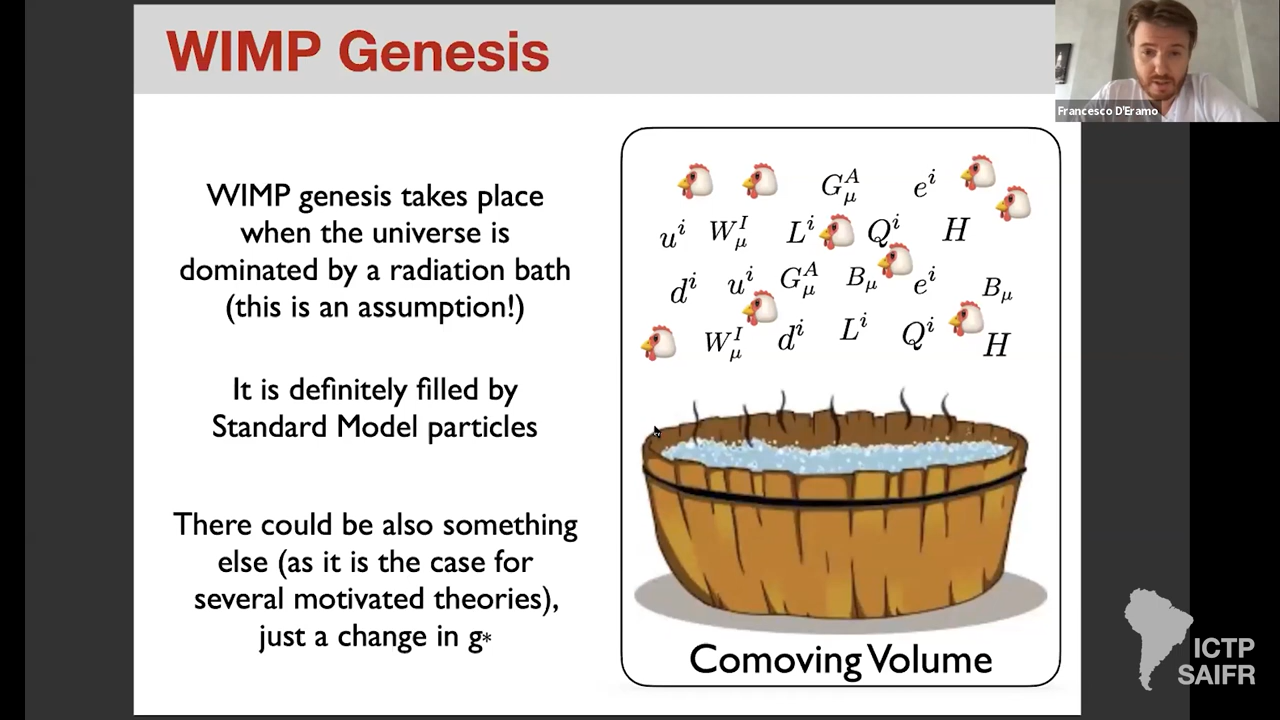 WIMP Genesis
Francesco D'Eramo
WIMP genesis takes place
when the universe is
dominated by a radiation bath
(this is an assumption!)
It is definitely filled by
Standard Model particles
There could be also something
else (as it is the case for
several motivated theories),
just a change in g*
G^A_μ e^i
u^i W^I_μ L^i Q^i H
d^i u^i G^A_μ B_μ e^i B_μ
W^I_μ d^i L^i Q^i H
Comoving Volume
ICTP
SAIFR